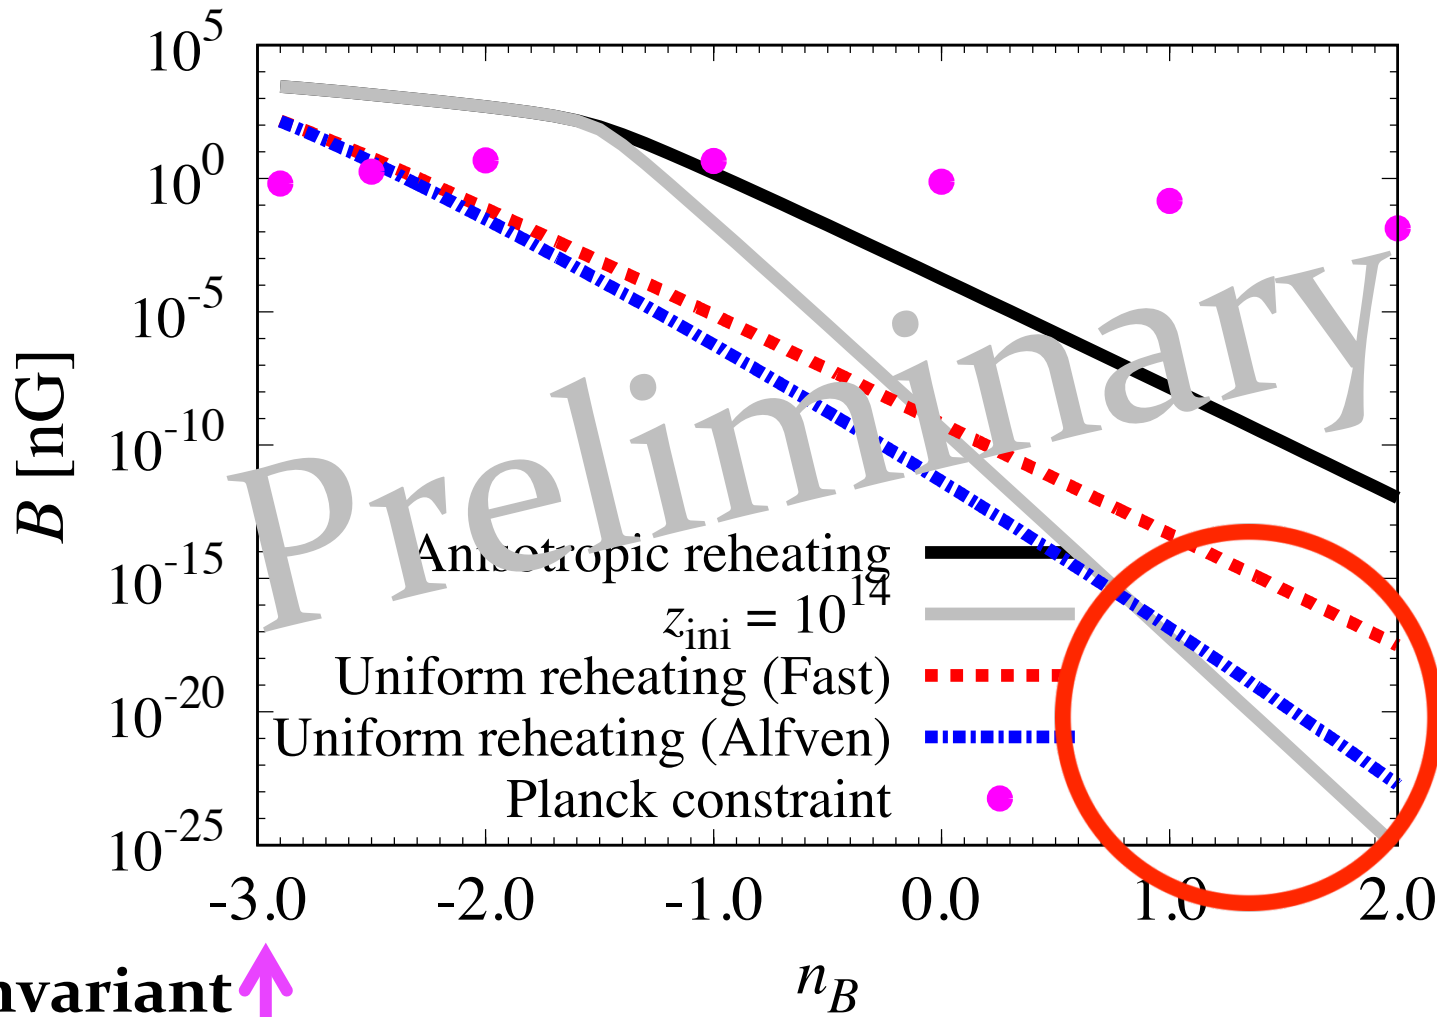 10^5
10^0
10^-5
10^-10
10^-15
10^-20
10^-25
B [nG]
Preliminary
Anisotropic reheating
z_ini = 10^14
Uniform reheating (Fast)
Uniform reheating (Alfven)
Planck constraint
-3.0 -2.0 -1.0 0.0 1.0 2.0
n_B
nvariant